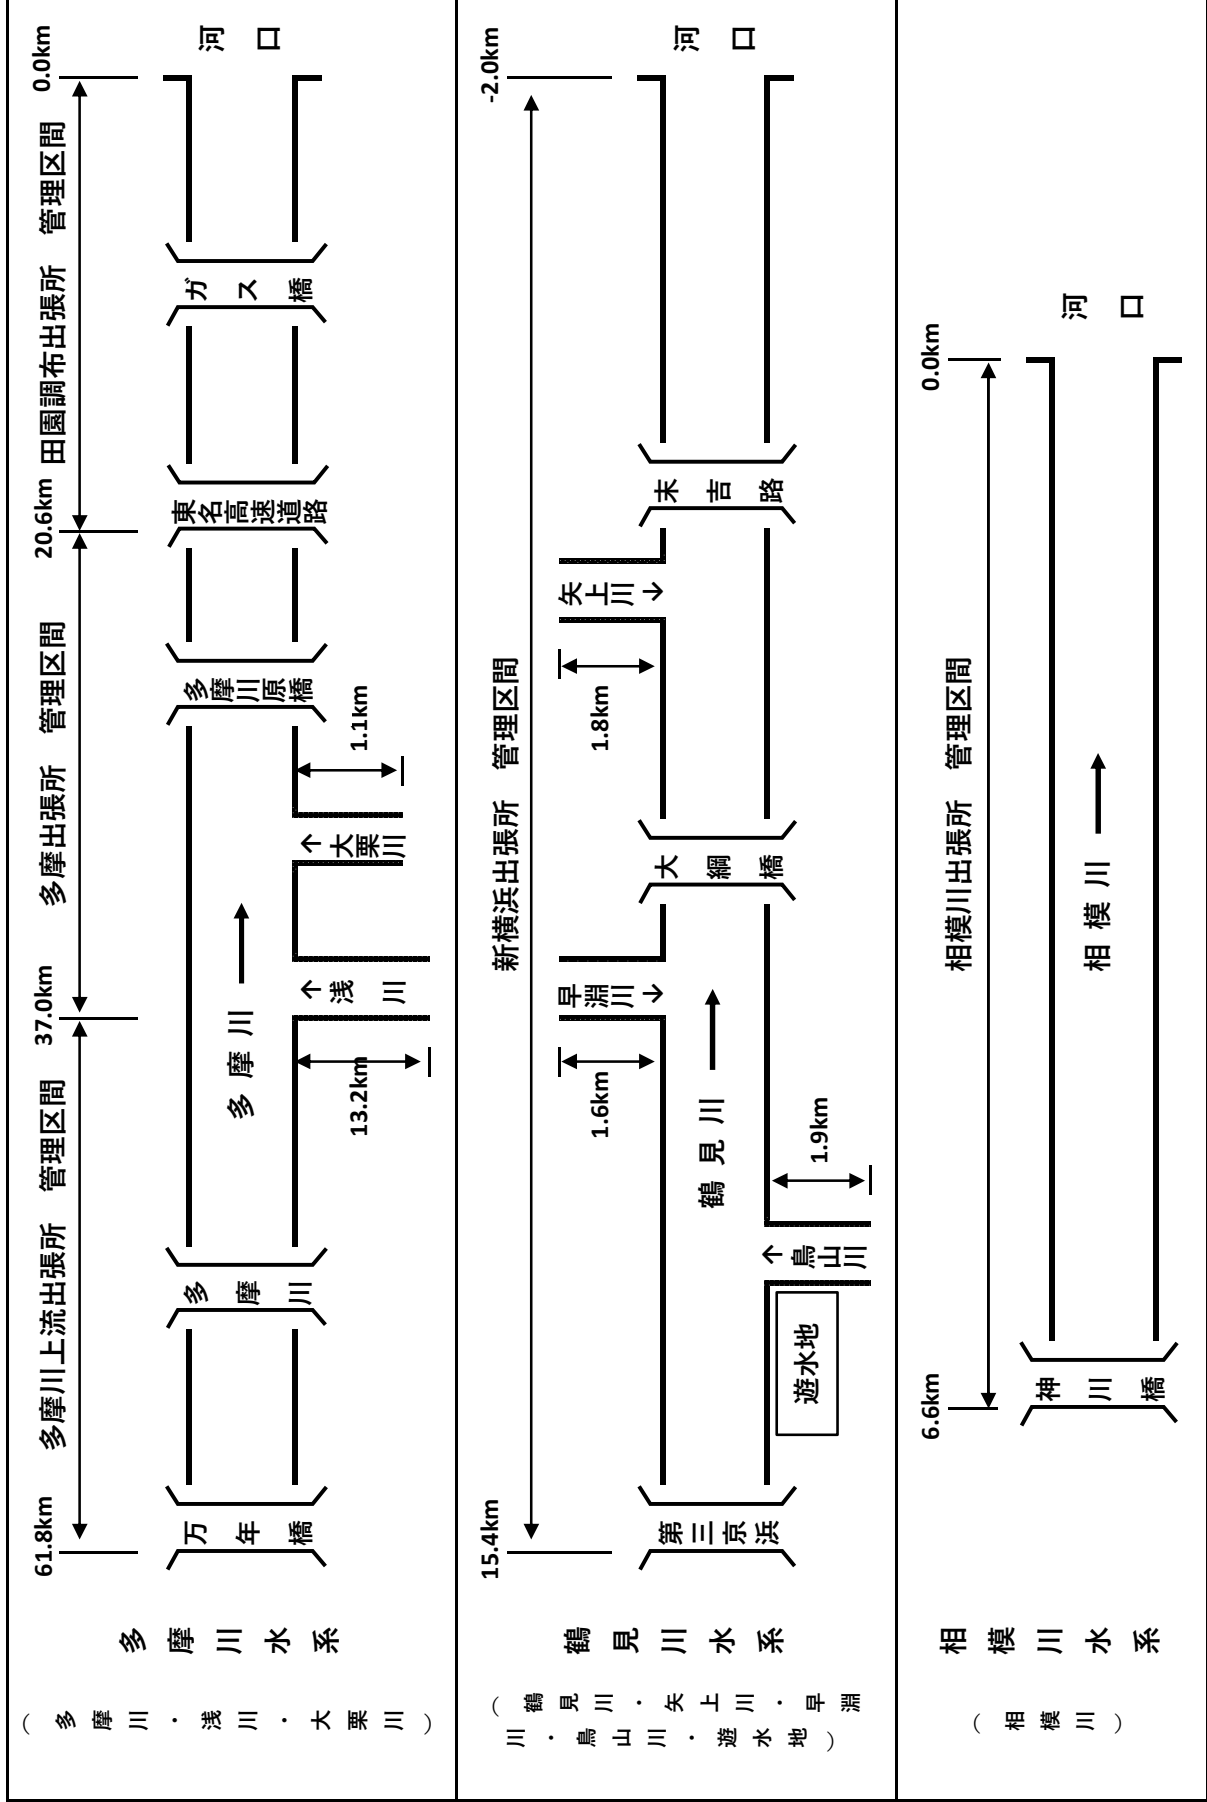 多摩川水系
(多摩川・浅川・大栗川)
61.8km
37.0km
20.6km
0.0km
多摩川上流出張所　管理区間
多摩出張所　管理区間
田園調布出張所　管理区間
万年橋
多摩川
多摩川原橋
東名高速道路
ガス橋
河口
多摩川
13.2km
↑浅川
↑大栗川
1.1km
鶴見川水系
(鶴見川・矢上川・早淵
川・鳥山川・遊水地)
15.4km
-2.0km
新横浜出張所　管理区間
1.6km
早淵川↓
1.8km
矢上川↓
第三京浜
大綱橋
末吉路
河口
鶴見川
遊水地
↑鳥山川
1.9km
相模川水系
(相模川)
6.6km
0.0km
相模川出張所　管理区間
神川橋
相模川
河口